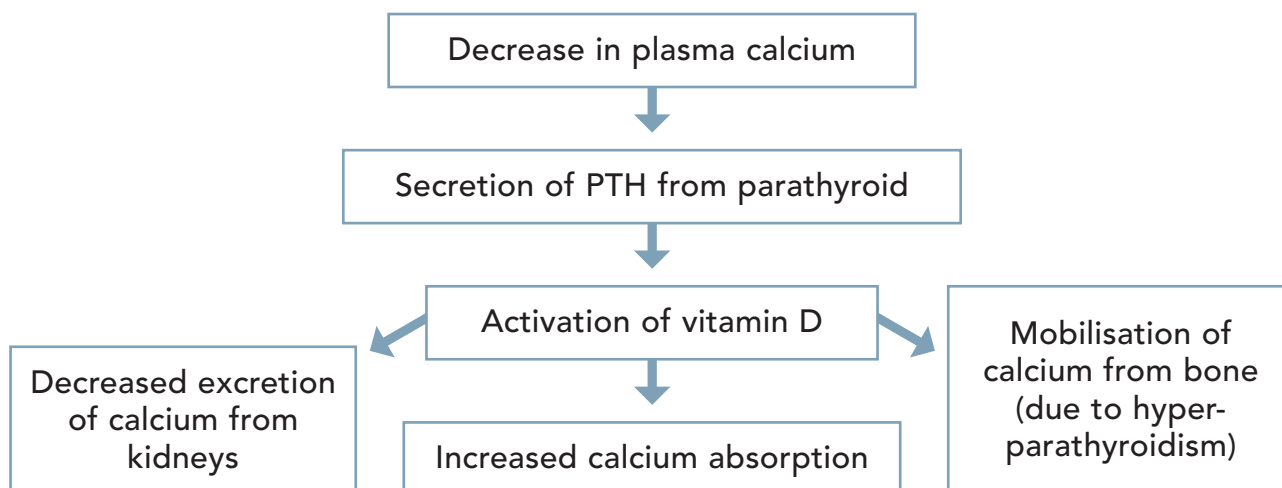 Decrease in plasma calcium
Secretion of PTH from parathyroid
Activation of vitamin D
Decreased excretion
of calcium from
kidneys
Increased calcium absorption
Mobilisation of
calcium from bone
(due to hyper-
parathyroidism)